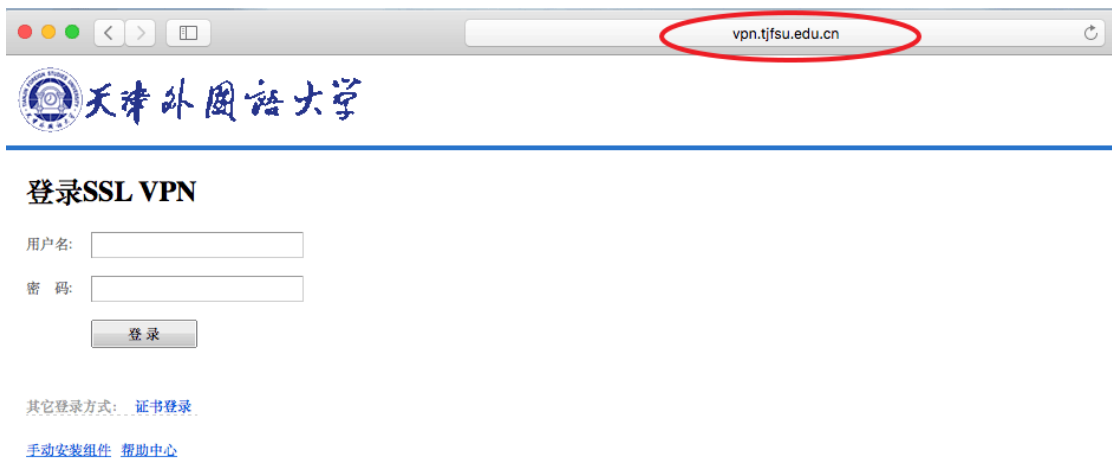 vpn.tjfsu.edu.cn
天津外国语大学
登录SSL VPN
用户名:
密 码:
登 录
其它登录方式: 证书登录
手动安装组件 帮助中心